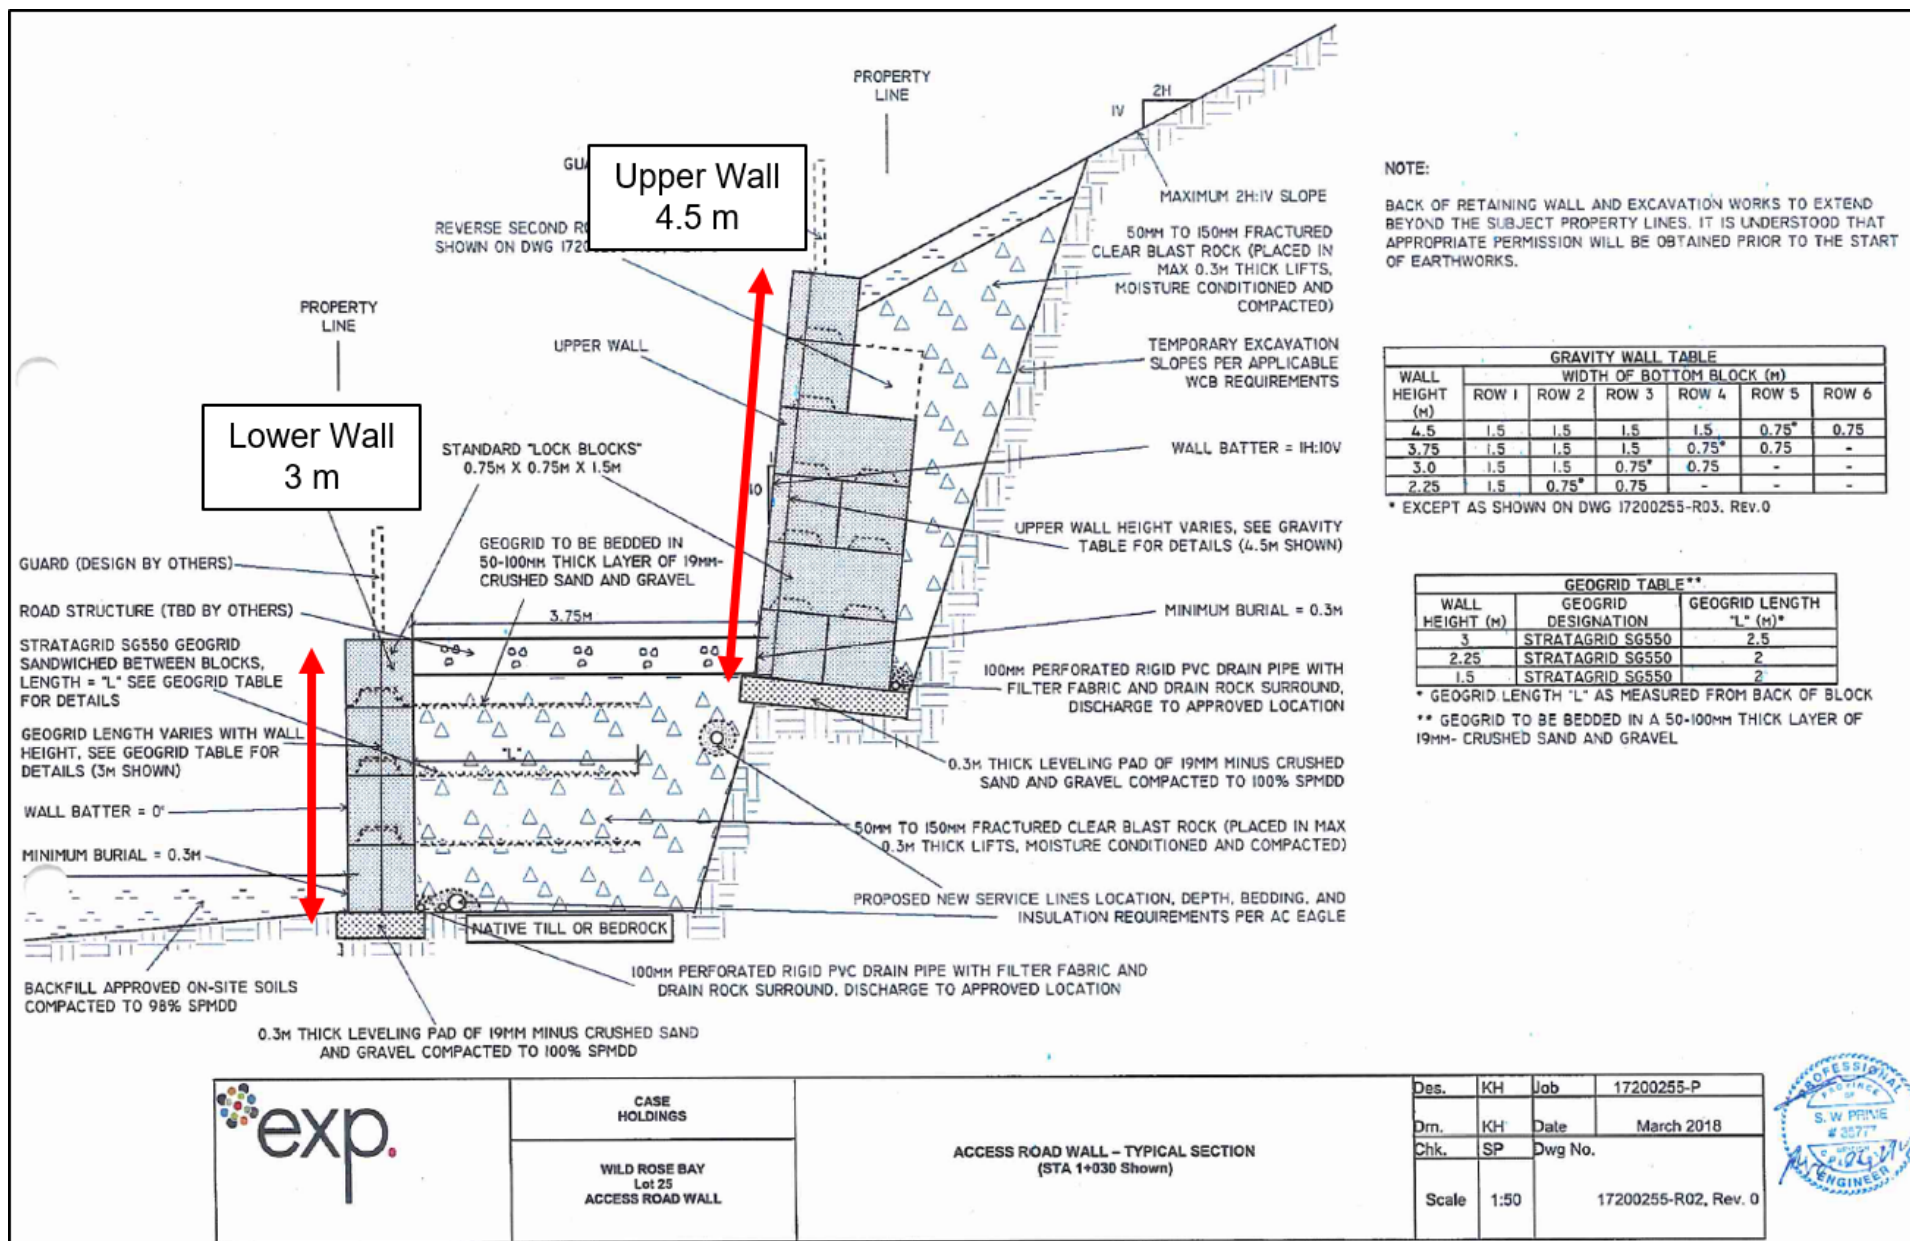 PROPERTY
LINE
2H
1V
Upper Wall
4.5 m
REVERSE SECOND
SHOWN ON DWG
MAXIMUM 2H:1V SLOPE
50MM TO 150MM FRACTURED
CLEAR BLAST ROCK (PLACED IN
MAX 0.3M THICK LIFTS,
MOISTURE CONDITIONED AND
COMPACTED)
PROPERTY
LINE
UPPER WALL
TEMPORARY EXCAVATION
SLOPES PER APPLICABLE
WCB REQUIREMENTS
Lower Wall
3 m
STANDARD "LOCK BLOCKS"
0.75M X 0.75M X 1.5M
WALL BATTER = 1H:10V
10
UPPER WALL HEIGHT VARIES, SEE GRAVITY
TABLE FOR DETAILS (4.5M SHOWN)
GEOGRID TO BE BEDDED IN
50-100MM THICK LAYER OF 19MM-
CRUSHED SAND AND GRAVEL
GUARD (DESIGN BY OTHERS)
ROAD STRUCTURE (TBD BY OTHERS)
3.75M
MINIMUM BURIAL = 0.3M
STRATAGRID SG550 GEOGRID
SANDWICHED BETWEEN BLOCKS,
LENGTH = "L" SEE GEOGRID TABLE
FOR DETAILS
100MM PERFORATED RIGID PVC DRAIN PIPE WITH
FILTER FABRIC AND DRAIN ROCK SURROUND,
DISCHARGE TO APPROVED LOCATION
GEOGRID LENGTH VARIES WITH WALL
HEIGHT, SEE GEOGRID TABLE FOR
DETAILS (3M SHOWN)
"L"
0.3M THICK LEVELING PAD OF 19MM MINUS CRUSHED
SAND AND GRAVEL COMPACTED TO 100% SPMDD
WALL BATTER = 0°
50MM TO 150MM FRACTURED CLEAR BLAST ROCK (PLACED IN MAX
0.3M THICK LIFTS, MOISTURE CONDITIONED AND COMPACTED)
MINIMUM BURIAL = 0.3M
PROPOSED NEW SERVICE LINES LOCATION, DEPTH, BEDDING, AND
INSULATION REQUIREMENTS PER AC EAGLE
NATIVE TILL OR BEDROCK
100MM PERFORATED RIGID PVC DRAIN PIPE WITH FILTER FABRIC AND
DRAIN ROCK SURROUND, DISCHARGE TO APPROVED LOCATION
BACKFILL APPROVED ON-SITE SOILS
COMPACTED TO 98% SPMDD
0.3M THICK LEVELING PAD OF 19MM MINUS CRUSHED SAND
AND GRAVEL COMPACTED TO 100% SPMDD
NOTE:
BACK OF RETAINING WALL AND EXCAVATION WORKS TO EXTEND
BEYOND THE SUBJECT PROPERTY LINES. IT IS UNDERSTOOD THAT
APPROPRIATE PERMISSION WILL BE OBTAINED PRIOR TO THE START
OF EARTHWORKS.
GRAVITY WALL TABLE
WALL HEIGHT (M) WIDTH OF BOTTOM BLOCK (M)
ROW 1 ROW 2 ROW 3 ROW 4 ROW 5 ROW 6
4.5 1.5 1.5 1.5 1.5 0.75* 0.75
3.75 1.5 1.5 1.5 0.75* 0.75 -
3.0 1.5 1.5 0.75* 0.75 - -
2.25 1.5 0.75* 0.75 - - -
* EXCEPT AS SHOWN ON DWG 17200255-R03, Rev.0
GEOGRID TABLE**
WALL HEIGHT (M) GEOGRID DESIGNATION GEOGRID LENGTH "L" (M)*
3 STRATAGRID SG550 2.5
2.25 STRATAGRID SG550 2
1.5 STRATAGRID SG550 2
* GEOGRID LENGTH "L" AS MEASURED FROM BACK OF BLOCK
** GEOGRID TO BE BEDDED IN A 50-100MM THICK LAYER OF
19MM- CRUSHED SAND AND GRAVEL
exp.
CASE
HOLDINGS
WILD ROSE BAY
Lot 25
ACCESS ROAD WALL
ACCESS ROAD WALL – TYPICAL SECTION
(STA 1+030 Shown)
Des. KH Job 17200255-P
Drn. KH Date March 2018
Chk. SP Dwg No.
Scale 1:50 17200255-R02, Rev. 0
PROFESSIONAL
PROVINCE
OF
S. W. PRIME
ENGINEER